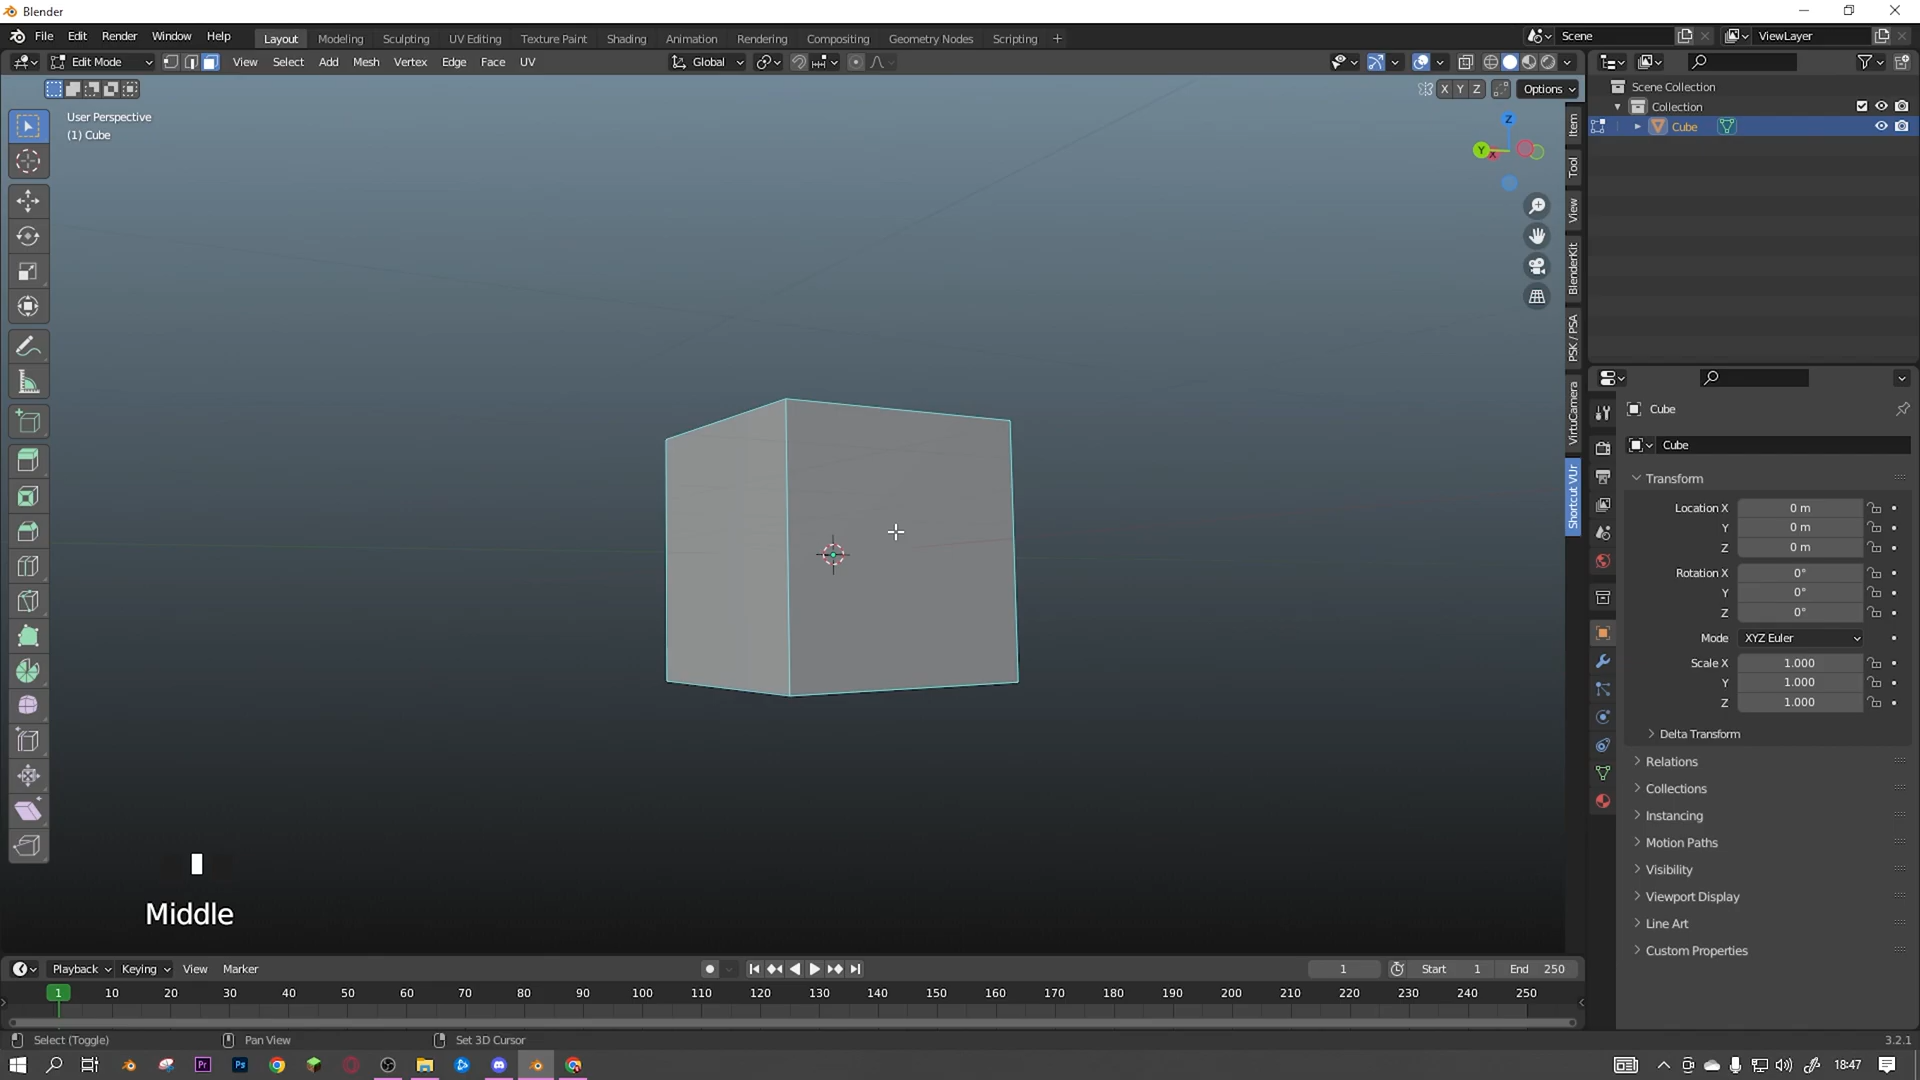 Blender
File Edit Render Window Help
Layout Modeling Sculpting UV Editing Texture Paint Shading Animation Rendering Compositing Geometry Nodes Scripting +
Scene
ViewLayer
Edit Mode View Select Add Mesh Vertex Edge Face UV
Global
X Y Z
Options
User Perspective
(1) Cube
Z
Y
X
Item
Tool
View
BlenderKit
PSK / PSA
VirtuCamera
Shortcut VUr
Scene Collection
Collection
Cube
Cube
Cube
Transform
Location X 0 m
Y 0 m
Z 0 m
Rotation X 0°
Y 0°
Z 0°
Mode XYZ Euler
Scale X 1.000
Y 1.000
Z 1.000
Delta Transform
Relations
Collections
Instancing
Motion Paths
Visibility
Viewport Display
Line Art
Custom Properties
Middle
Playback Keying View Marker
1 Start 1 End 250
1 10 20 30 40 50 60 70 80 90 100 110 120 130 140 150 160 170 180 190 200 210 220 230 240 250
Select (Toggle) Pan View Set 3D Cursor
3.2.1
Pr Ps
18:47